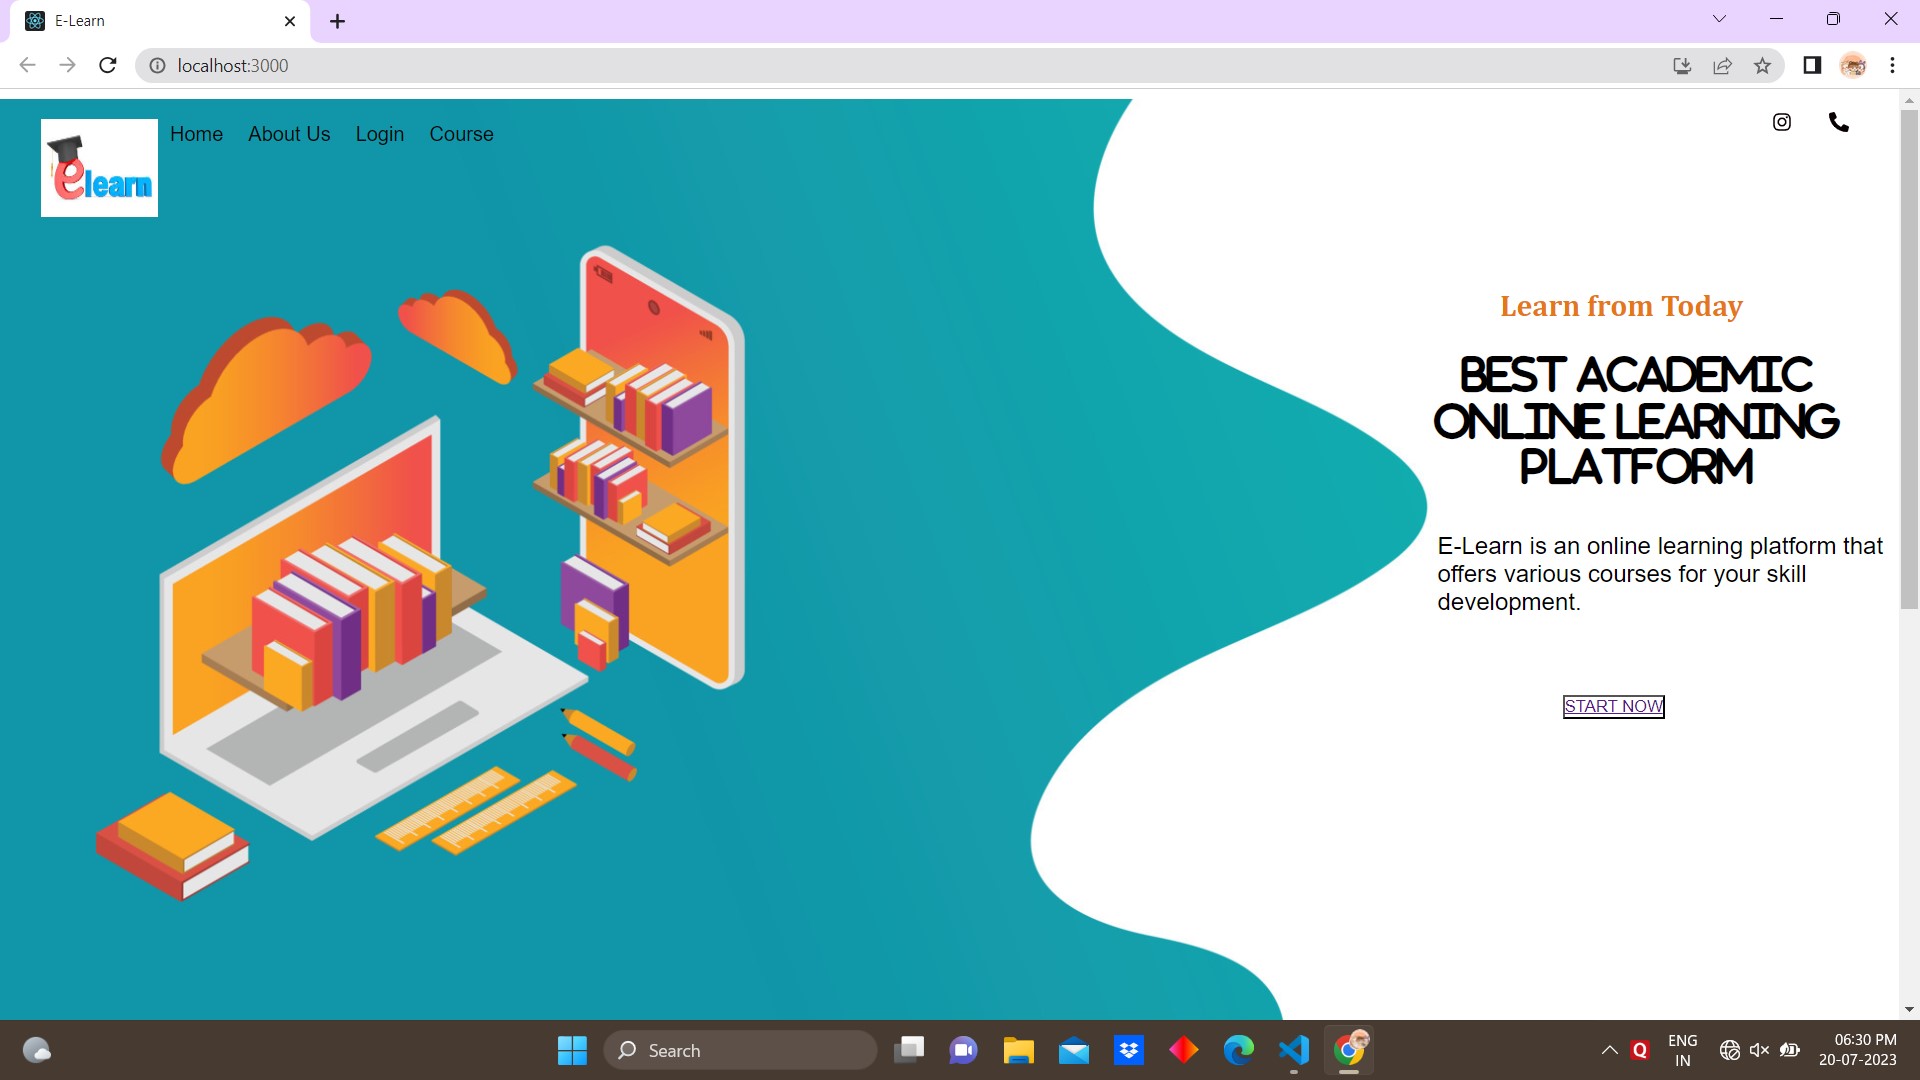 E-Learn
localhost:3000
elearn
Home About Us Login Course
Learn from Today
BEST ACADEMIC
ONLINE LEARNING
PLATFORM
E-Learn is an online learning platform that
offers various courses for your skill
development.
START NOW
Search
Q
ENG
IN
06:30 PM
20-07-2023